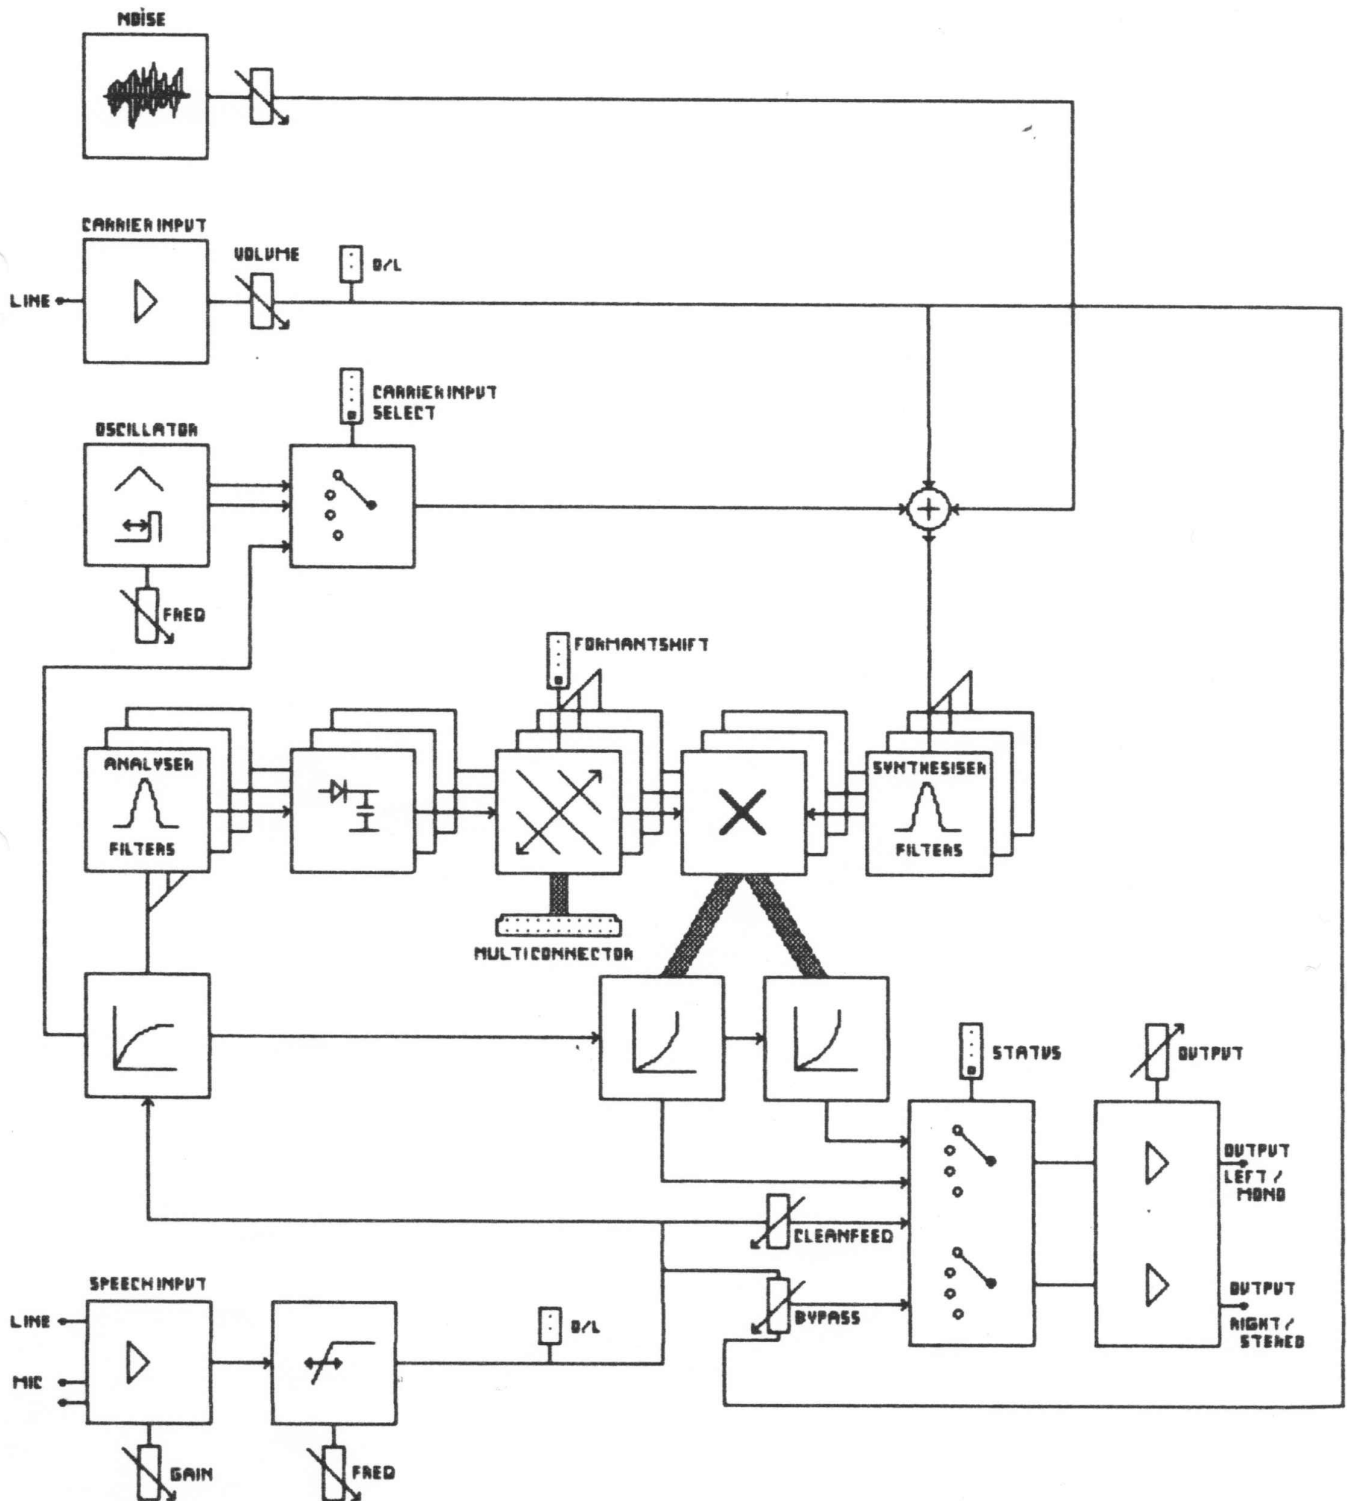 NOISE
CARRIER INPUT
VOLUME
O/L
LINE
CARRIER INPUT
SELECT
OSCILLATOR
FREQ
FORMANTSHIFT
ANALYSER
FILTERS
SYNTHESISER
FILTERS
MULTICONNECTOR
STATUS
OUTPUT
OUTPUT
LEFT /
MONO
CLEANFEED
SPEECH INPUT
LINE
O/L
BYPASS
OUTPUT
RIGHT /
STEREO
MIC
GAIN
FREQ